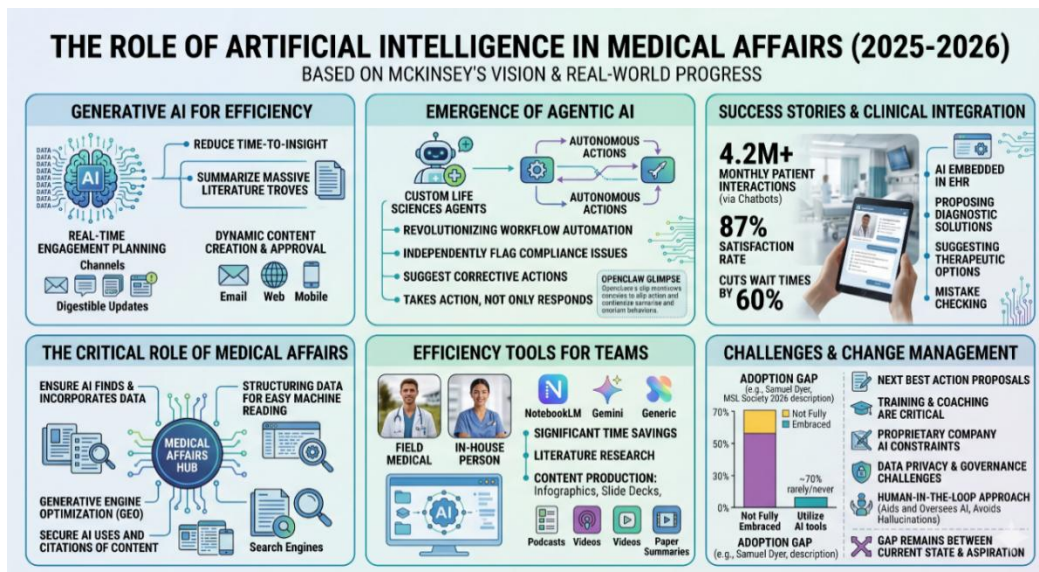 THE ROLE OF ARTIFICIAL INTELLIGENCE IN MEDICAL AFFAIRS (2025-2026)
BASED ON MCKINSEY'S VISION & REAL-WORLD PROGRESS
GENERATIVE AI FOR EFFICIENCY
DATA
DATA
DATA
DATA
DATA
DATA
DATA
AI
REDUCE TIME-TO-INSIGHT
SUMMARIZE MASSIVE
LITERATURE TROVES
REAL-TIME
ENGAGEMENT PLANNING
Channels
Digestible Updates
DYNAMIC CONTENT
CREATION & APPROVAL
Email Web Mobile
EMERGENCE OF AGENTIC AI
AUTONOMOUS
ACTIONS
AUTONOMOUS
ACTIONS
CUSTOM LIFE
SCIENCES AGENTS
REVOLUTIONIZING WORKFLOW AUTOMATION
INDEPENDENTLY FLAG COMPLIANCE ISSUES
SUGGEST CORRECTIVE ACTIONS
TAKES ACTION, NOT ONLY RESPONDS
OPENCLAW GLIMPSE
SUCCESS STORIES & CLINICAL INTEGRATION
4.2M+
MONTHLY PATIENT
INTERACTIONS
(via Chatbots)
87%
SATISFACTION
RATE
CUTS WAIT TIMES
BY 60%
AI EMBEDDED
IN EHR
PROPOSING
DIAGNOSTIC
SOLUTIONS
SUGGESTING
THERAPEUTIC
OPTIONS
MISTAKE
CHECKING
THE CRITICAL ROLE OF MEDICAL AFFAIRS
ENSURE AI FINDS &
INCORPORATES DATA
STRUCTURING DATA
FOR EASY MACHINE
READING
MEDICAL
AFFAIRS
HUB
GENERATIVE ENGINE
OPTIMIZATION (GEO)
SECURE AI USES AND
CITATIONS OF CONTENT
Search Engines
EFFICIENCY TOOLS FOR TEAMS
FIELD
MEDICAL
IN-HOUSE
PERSON
AI
N
NotebookLM Gemini Generic
SIGNIFICANT TIME SAVINGS
LITERATURE RESEARCH
CONTENT PRODUCTION:
Infographics, Slide Decks,
Podcasts Videos Videos Paper
Summaries
CHALLENGES & CHANGE MANAGEMENT
ADOPTION GAP
(e.g., Samuel Dyer,
MSL Society 2026 description)
70%
50%
30%
0%
Not Fully
Embraced
~70%
rarely/never
Not Fully
Embraced
Utilize
AI tools
ADOPTION GAP
(e.g., Samuel Dyer, description)
NEXT BEST ACTION PROPOSALS
TRAINING & COACHING
ARE CRITICAL
PROPRIETARY COMPANY
AI CONSTRAINTS
DATA PRIVACY & GOVERNANCE
CHALLENGES
HUMAN-IN-THE-LOOP APPROACH
(Aids and Oversees AI, Avoids
Hallucinations)
GAP REMAINS BETWEEN
CURRENT STATE & ASPIRATION